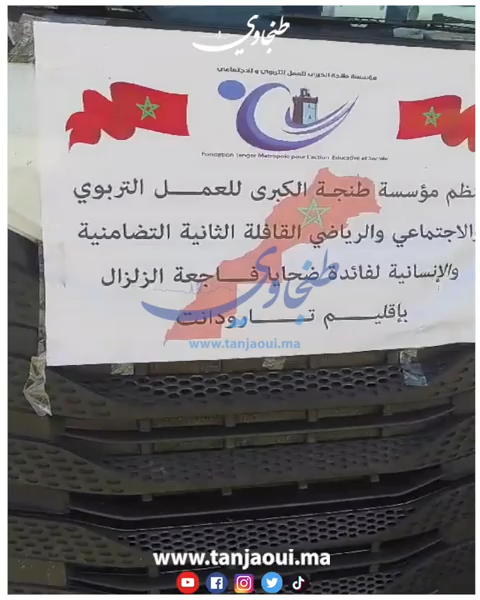 طنجاوي
مؤسسة طنجة الكبرى للعمل التربوي و الاجتماعي
Fondation Tanger Metropole pour L'action Educative et Sociale
نظم مؤسسة طنجة الكبرى للعمل التربوي
والاجتماعي والرياضي القافلة الثانية التضامنية
والإنسانية لفائدة ضحايا فاجعة الزلزال
بإقليم تارودانت
طنجاوي
www.tanjaoui.ma
www.tanjaoui.ma